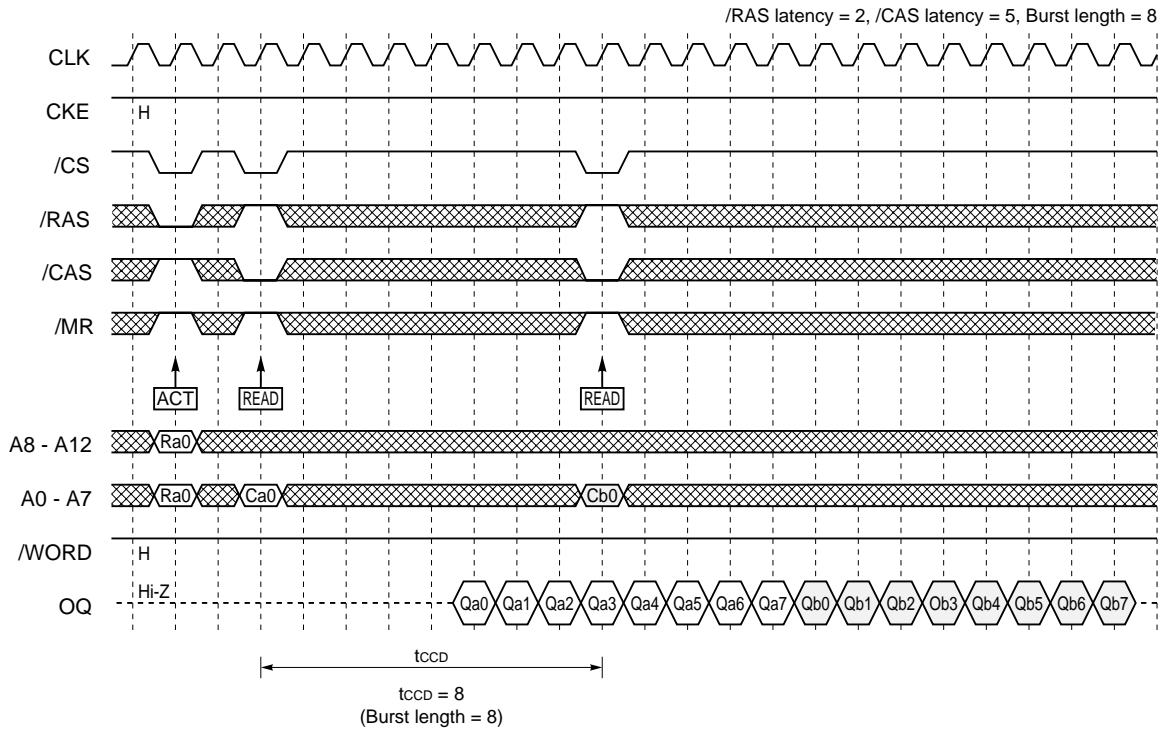 /RAS latency = 2, /CAS latency = 5, Burst length = 8
CLK
CKE H
/CS
/RAS
/CAS
/MR
ACT READ READ
A8 - A12 Ra0
A0 - A7 Ra0 Ca0 Cb0
/WORD H
OQ Hi-Z Qa0 Qa1 Qa2 Qa3 Qa4 Qa5 Qa6 Qa7 Qb0 Qb1 Qb2 Ob3 Qb4 Qb5 Qb6 Qb7
tCCD
tCCD = 8
(Burst length = 8)